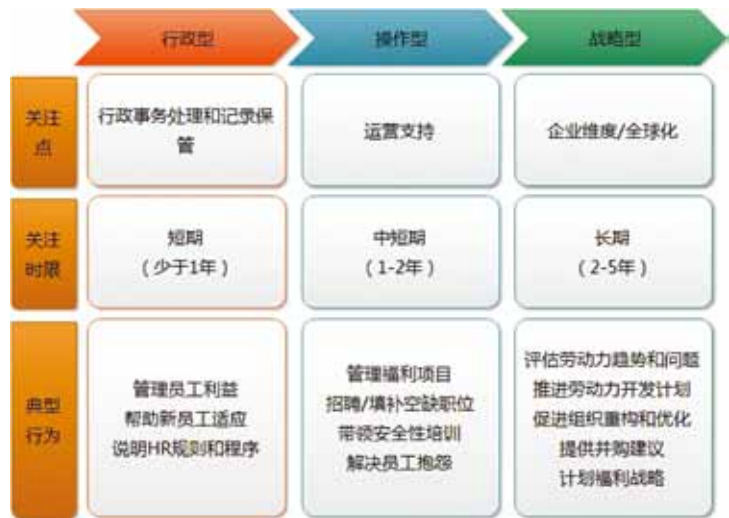 行政型
操作型
战略型
关注
点
行政事务处理和记录保
管
运营支持
企业维度/全球化
关注
时限
短期
（少于1年）
中短期
（1-2年）
长期
（2-5年）
典型
行为
管理员工利益
帮助新员工适应
说明HR规则和程序
管理福利项目
招聘/填补空缺职位
带领安全性培训
解决员工抱怨
评估劳动力趋势和问题
推进劳动力开发计划
促进组织重构和优化
提供并购建议
计划福利战略